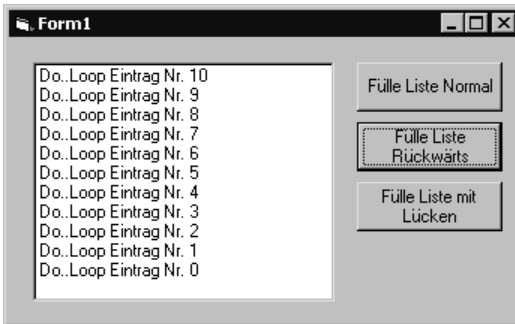 Form1
Do..Loop Eintrag Nr. 10
Do..Loop Eintrag Nr. 9
Do..Loop Eintrag Nr. 8
Do..Loop Eintrag Nr. 7
Do..Loop Eintrag Nr. 6
Do..Loop Eintrag Nr. 5
Do..Loop Eintrag Nr. 4
Do..Loop Eintrag Nr. 3
Do..Loop Eintrag Nr. 2
Do..Loop Eintrag Nr. 1
Do..Loop Eintrag Nr. 0
Fülle Liste Normal
Fülle Liste
Rückwärts
Fülle Liste mit
Lücken